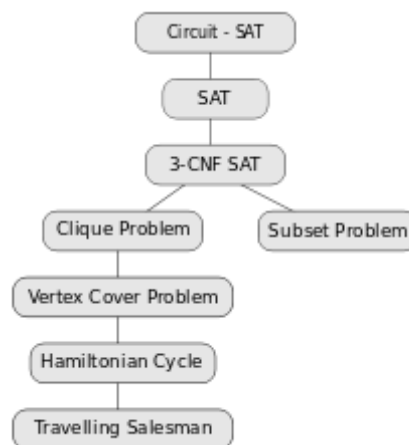 Circuit - SAT
SAT
3-CNF SAT
Clique Problem
Subset Problem
Vertex Cover Problem
Hamiltonian Cycle
Travelling Salesman